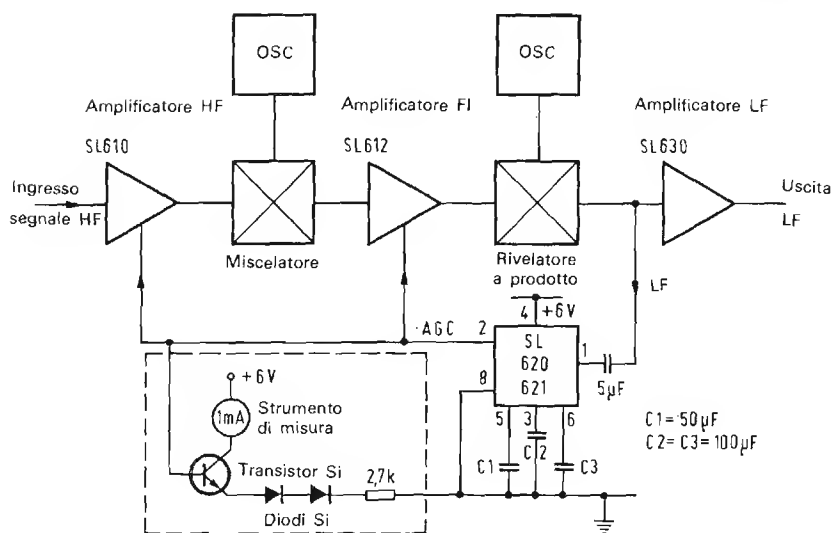 OSC
OSC
Amplificatore HF
Amplificatore FI
Amplificatore LF
SL610
SL612
SL630
Ingresso
segnale HF
Uscita
LF
Miscelatore
Rivelatore
a prodotto
LF
4
+6V
AGC
2
SL
620
621
1
8
5µF
5
3
6
C1
C2
C3
C1=50µF
C2=C3=100µF
+6V
1mA
Strumento
di misura
Transistor Si
2,7k
Diodi Si